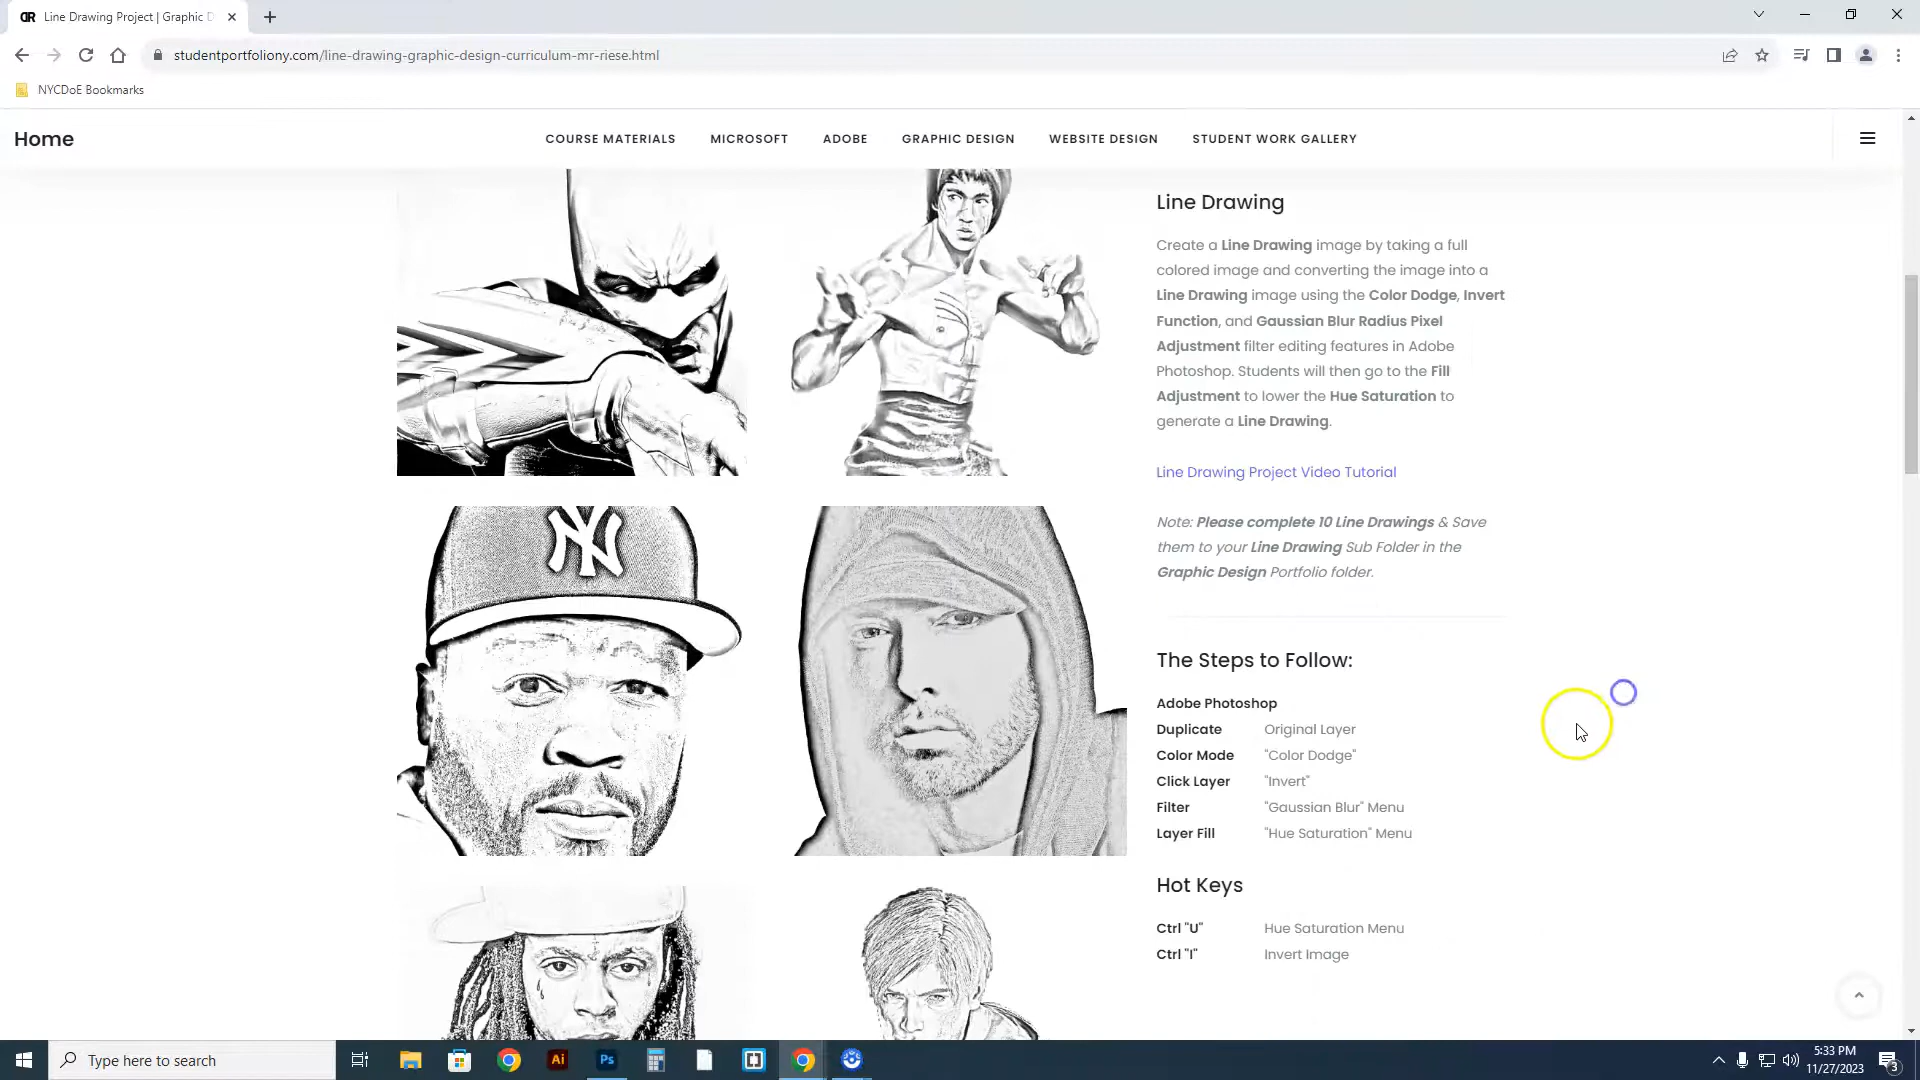 Line Drawing Project | Graphic D
studentportfoliony.com/line-drawing-graphic-design-curriculum-mr-riese.html
NYCDoE Bookmarks
Home
COURSE MATERIALS
MICROSOFT
ADOBE
GRAPHIC DESIGN
WEBSITE DESIGN
STUDENT WORK GALLERY
NY
Line Drawing
Create a Line Drawing image by taking a full
colored image and converting the image into a
Line Drawing image using the Color Dodge, Invert
Function, and Gaussian Blur Radius Pixel
Adjustment filter editing features in Adobe
Photoshop. Students will then go to the Fill
Adjustment to lower the Hue Saturation to
generate a Line Drawing.
Line Drawing Project Video Tutorial
Note: Please complete 10 Line Drawings & Save
them to your Line Drawing Sub Folder in the
Graphic Design Portfolio folder.
The Steps to Follow:
Adobe Photoshop
Duplicate Original Layer
Color Mode "Color Dodge"
Click Layer "Invert"
Filter "Gaussian Blur" Menu
Layer Fill "Hue Saturation" Menu
Hot Keys
Ctrl "U" Hue Saturation Menu
Ctrl "I" Invert Image
Type here to search
Ai
Ps
5:33 PM
11/27/2023
3